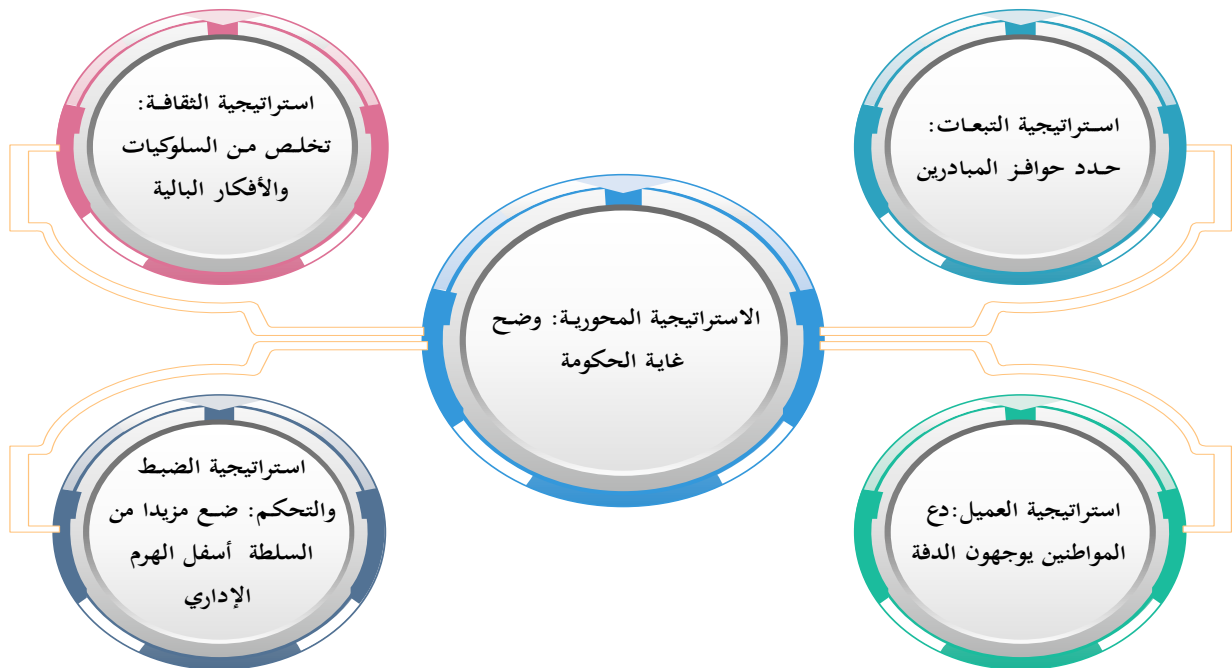 استراتيجية التبعات:
حدد حوافز المبادرين
استراتيجية الثقافة:
تخلص من السلوكيات
والأفكار البالية
الاستراتيجية المحورية: وضح
غاية الحكومة
استراتيجية العميل:دع
المواطنين يوجهون الدفة
استراتيجية الضبط
والتحكم: ضع مزيدا من
السلطة أسفل الهرم
الإداري